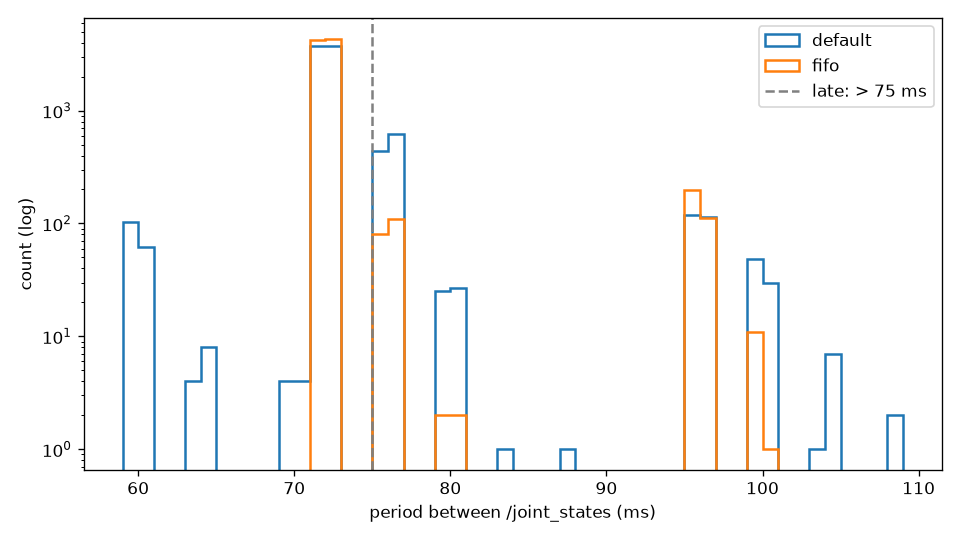 default
fifo
late: > 75 ms
10³
10²
10¹
10⁰
count (log)
60 70 80 90 100 110
period between /joint_states (ms)